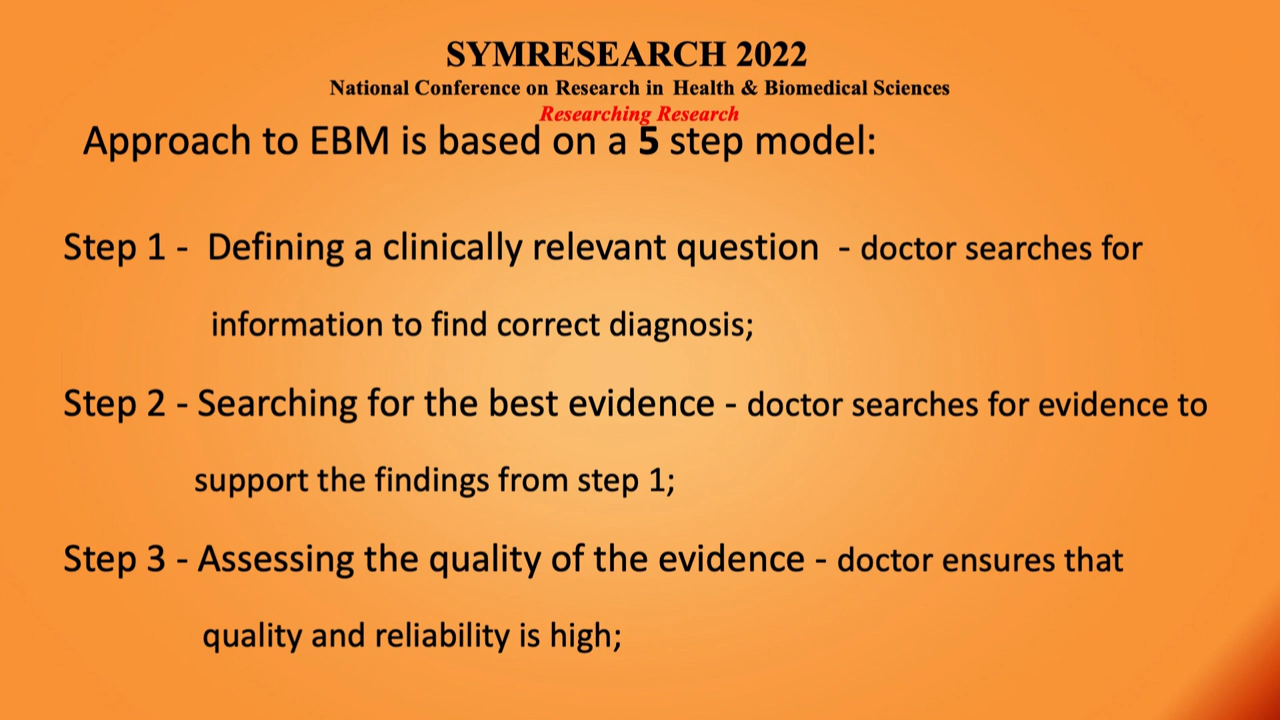 SYMRESEARCH 2022
National Conference on Research in Health & Biomedical Sciences
Researching Research
Approach to EBM is based on a 5 step model:
Step 1 - Defining a clinically relevant question - doctor searches for
information to find correct diagnosis;
Step 2 - Searching for the best evidence - doctor searches for evidence to
support the findings from step 1;
Step 3 - Assessing the quality of the evidence - doctor ensures that
quality and reliability is high;